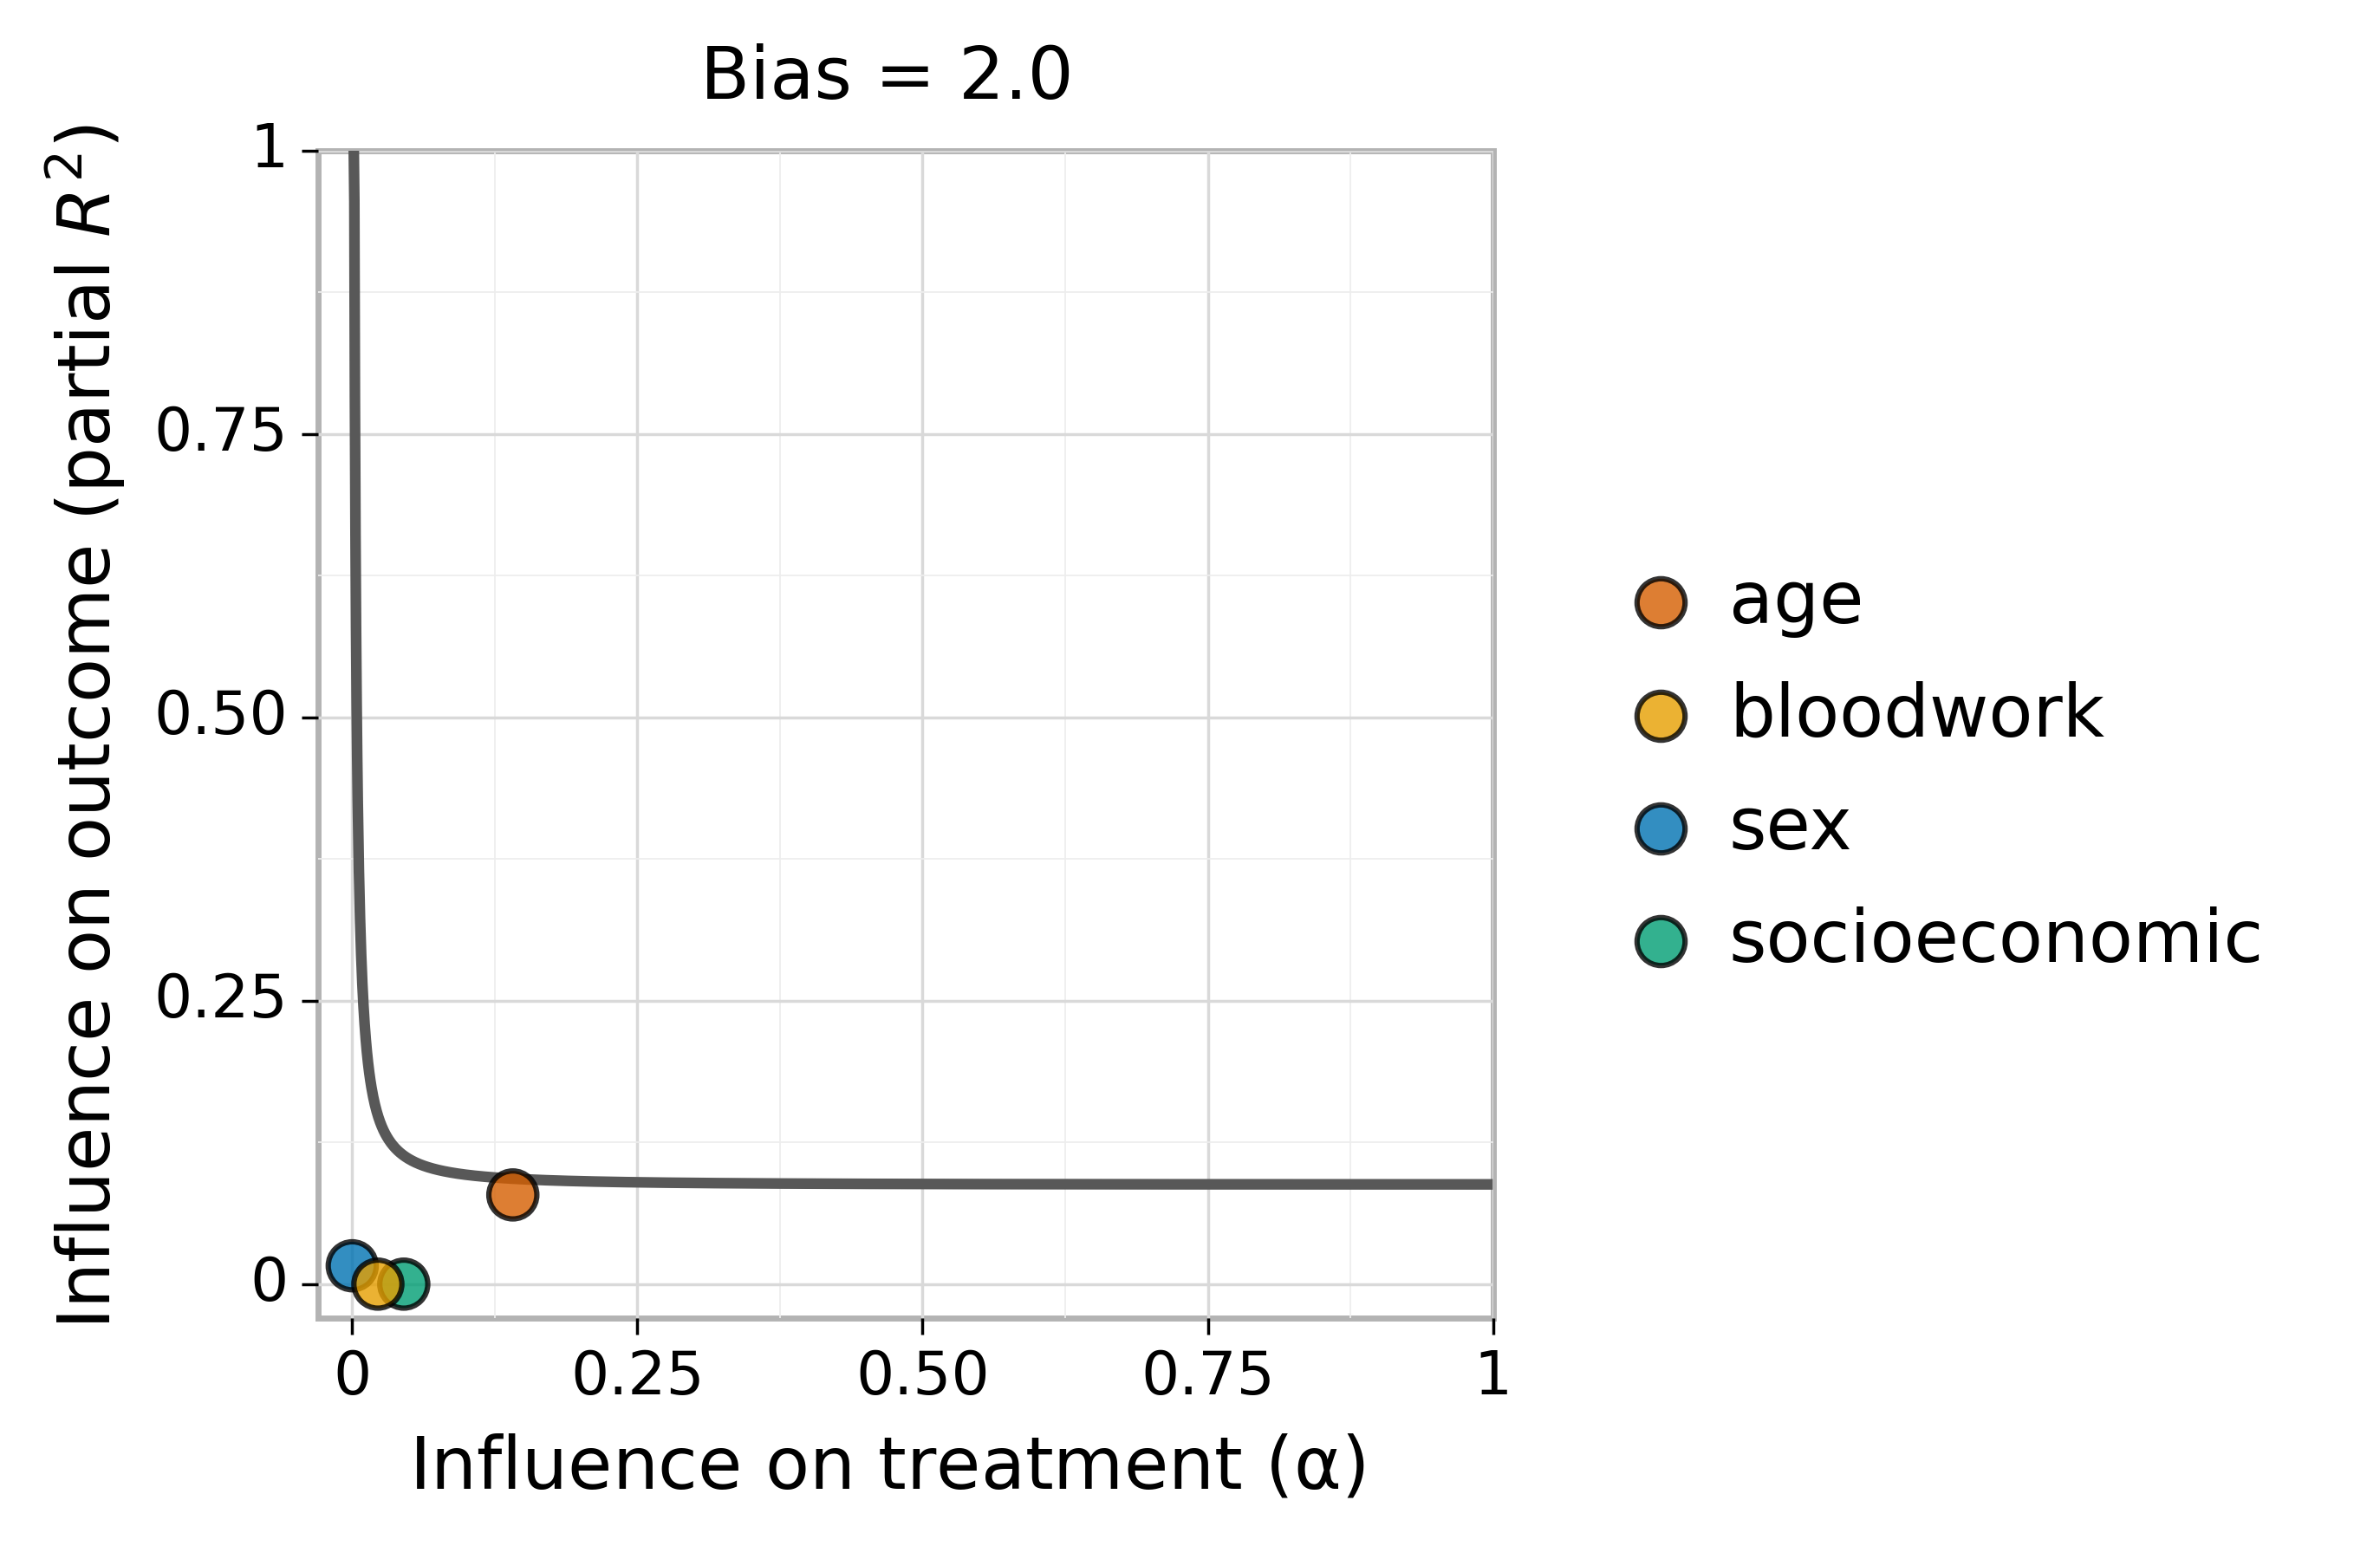 Bias = 2.0
Influence on outcome (partial R²)
1
0.75
0.50
0.25
0
0 0.25 0.50 0.75 1
Influence on treatment (α)
age
bloodwork
sex
socioeconomic